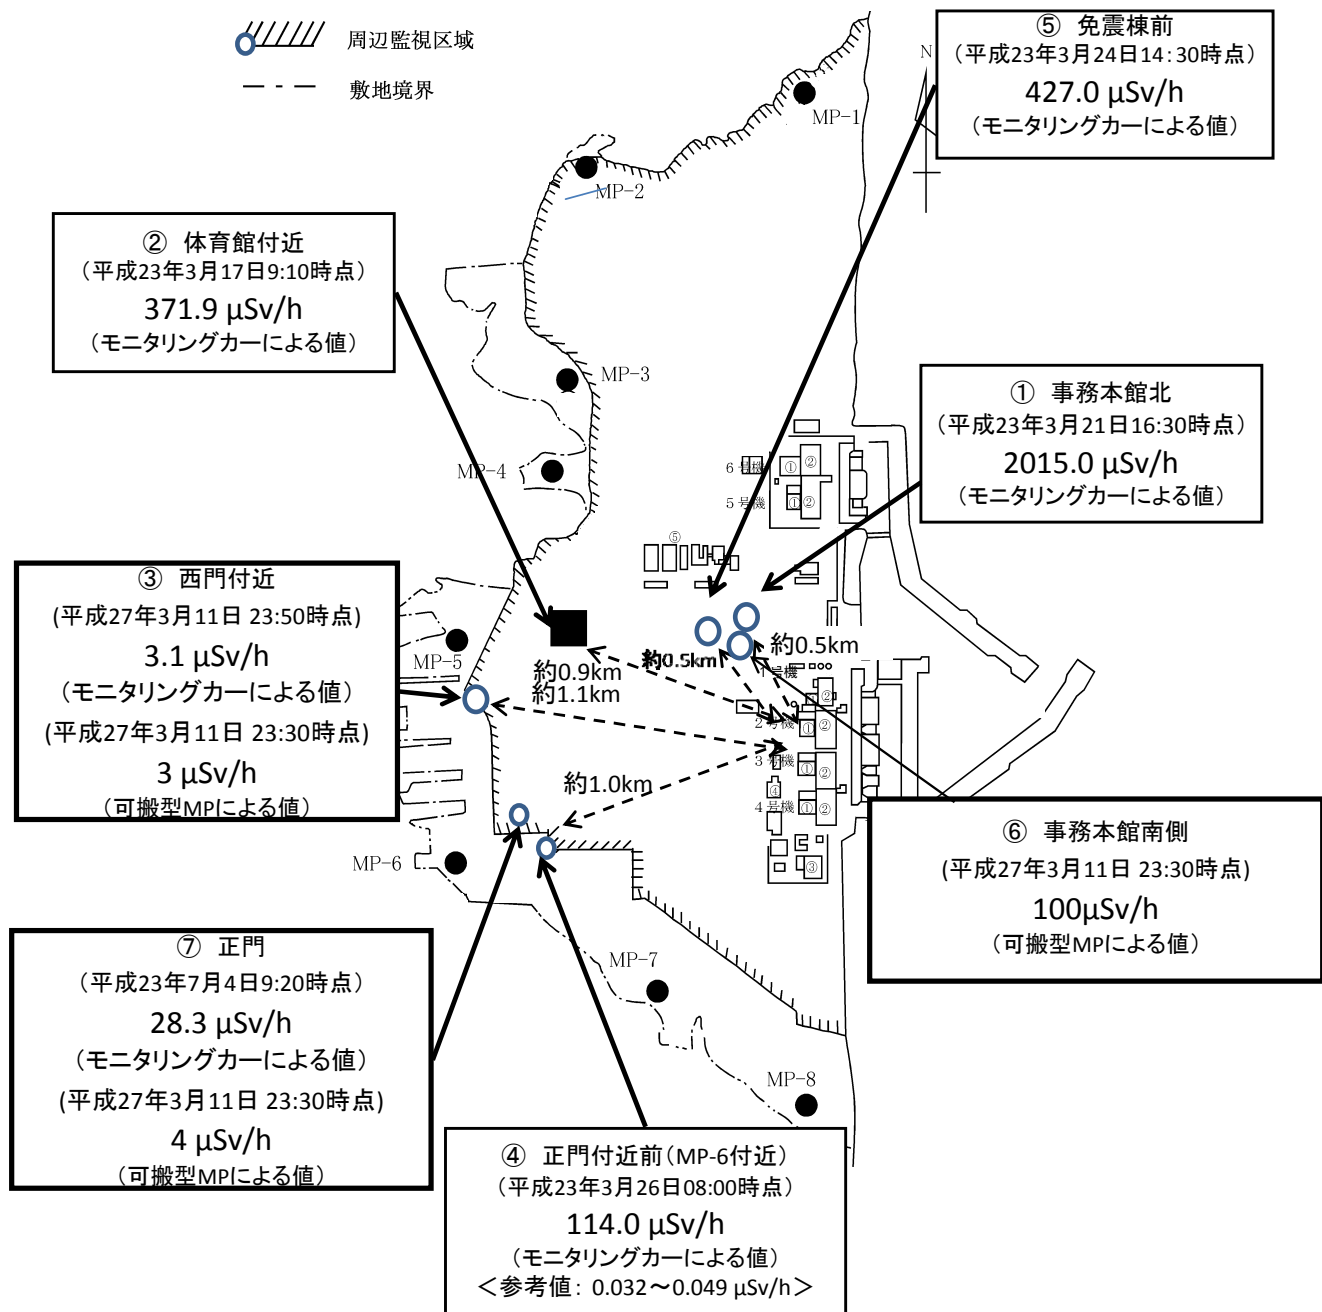 周辺監視区域
敷地境界
⑤ 免震棟前
(平成23年3月24日14:30時点)
427.0 μSv/h
(モニタリングカーによる値)
N
MP-1
MP-2
② 体育館付近
(平成23年3月17日9:10時点)
371.9 μSv/h
(モニタリングカーによる値)
MP-3
MP-4
① 事務本館北
(平成23年3月21日16:30時点)
2015.0 μSv/h
(モニタリングカーによる値)
6号機
① ②
5号機
① ②
⑤
③ 西門付近
(平成27年3月11日 23:50時点)
3.1 μSv/h
(モニタリングカーによる値)
(平成27年3月11日 23:30時点)
3 μSv/h
(可搬型MPによる値)
MP-5
約0.9km
約1.1km
約0.5km
約0.5km
1号機
②
2号機
① ②
3号機
① ②
④
4号機
① ②
③
約1.0km
MP-6
⑥ 事務本館南側
(平成27年3月11日 23:30時点)
100μSv/h
(可搬型MPによる値)
⑦ 正門
(平成23年7月4日9:20時点)
28.3 μSv/h
(モニタリングカーによる値)
(平成27年3月11日 23:30時点)
4 μSv/h
(可搬型MPによる値)
MP-7
MP-8
④ 正門付近前(MP-6付近)
(平成23年3月26日08:00時点)
114.0 μSv/h
(モニタリングカーによる値)
<参考値: 0.032~0.049 μSv/h>